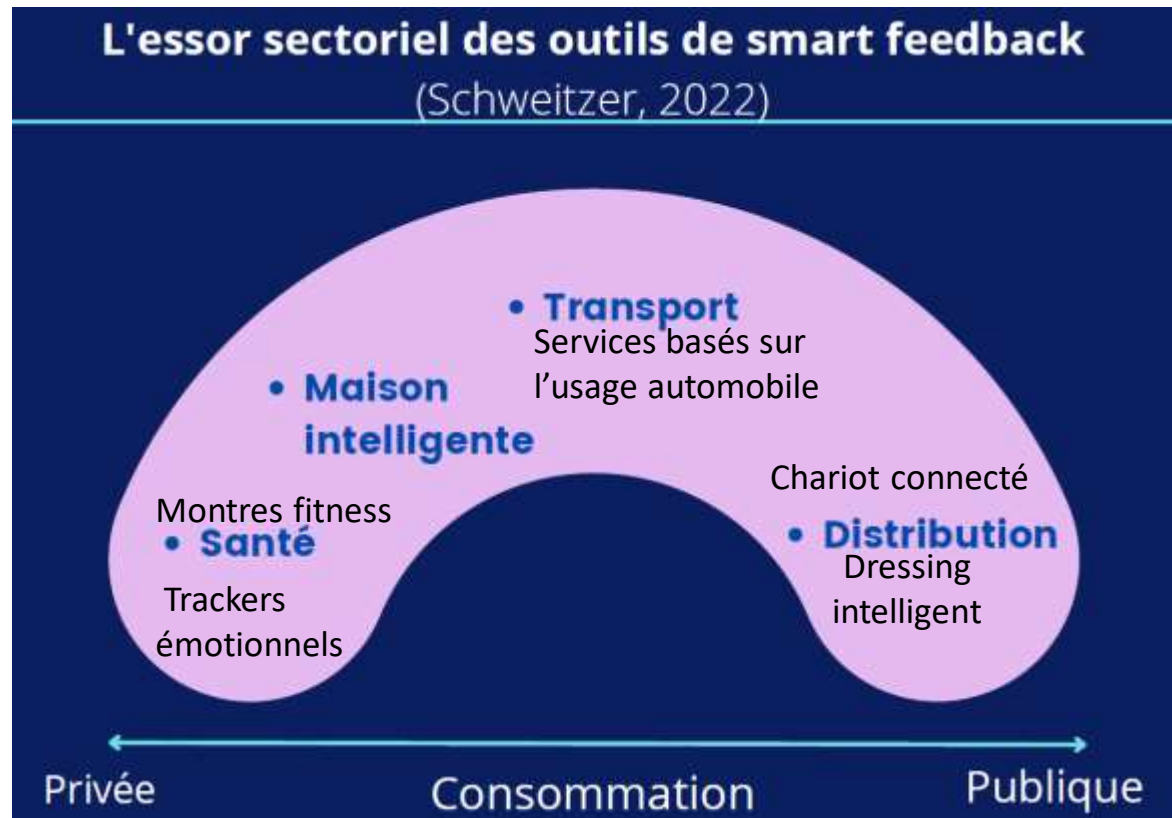 L'essor sectoriel des outils de smart feedback
(Schweitzer, 2022)
• Transport
Services basés sur
l’usage automobile
• Maison
intelligente
Montres fitness
• Santé
Trackers
émotionnels
Chariot connecté
• Distribution
Dressing
intelligent
Privée
Consommation
Publique